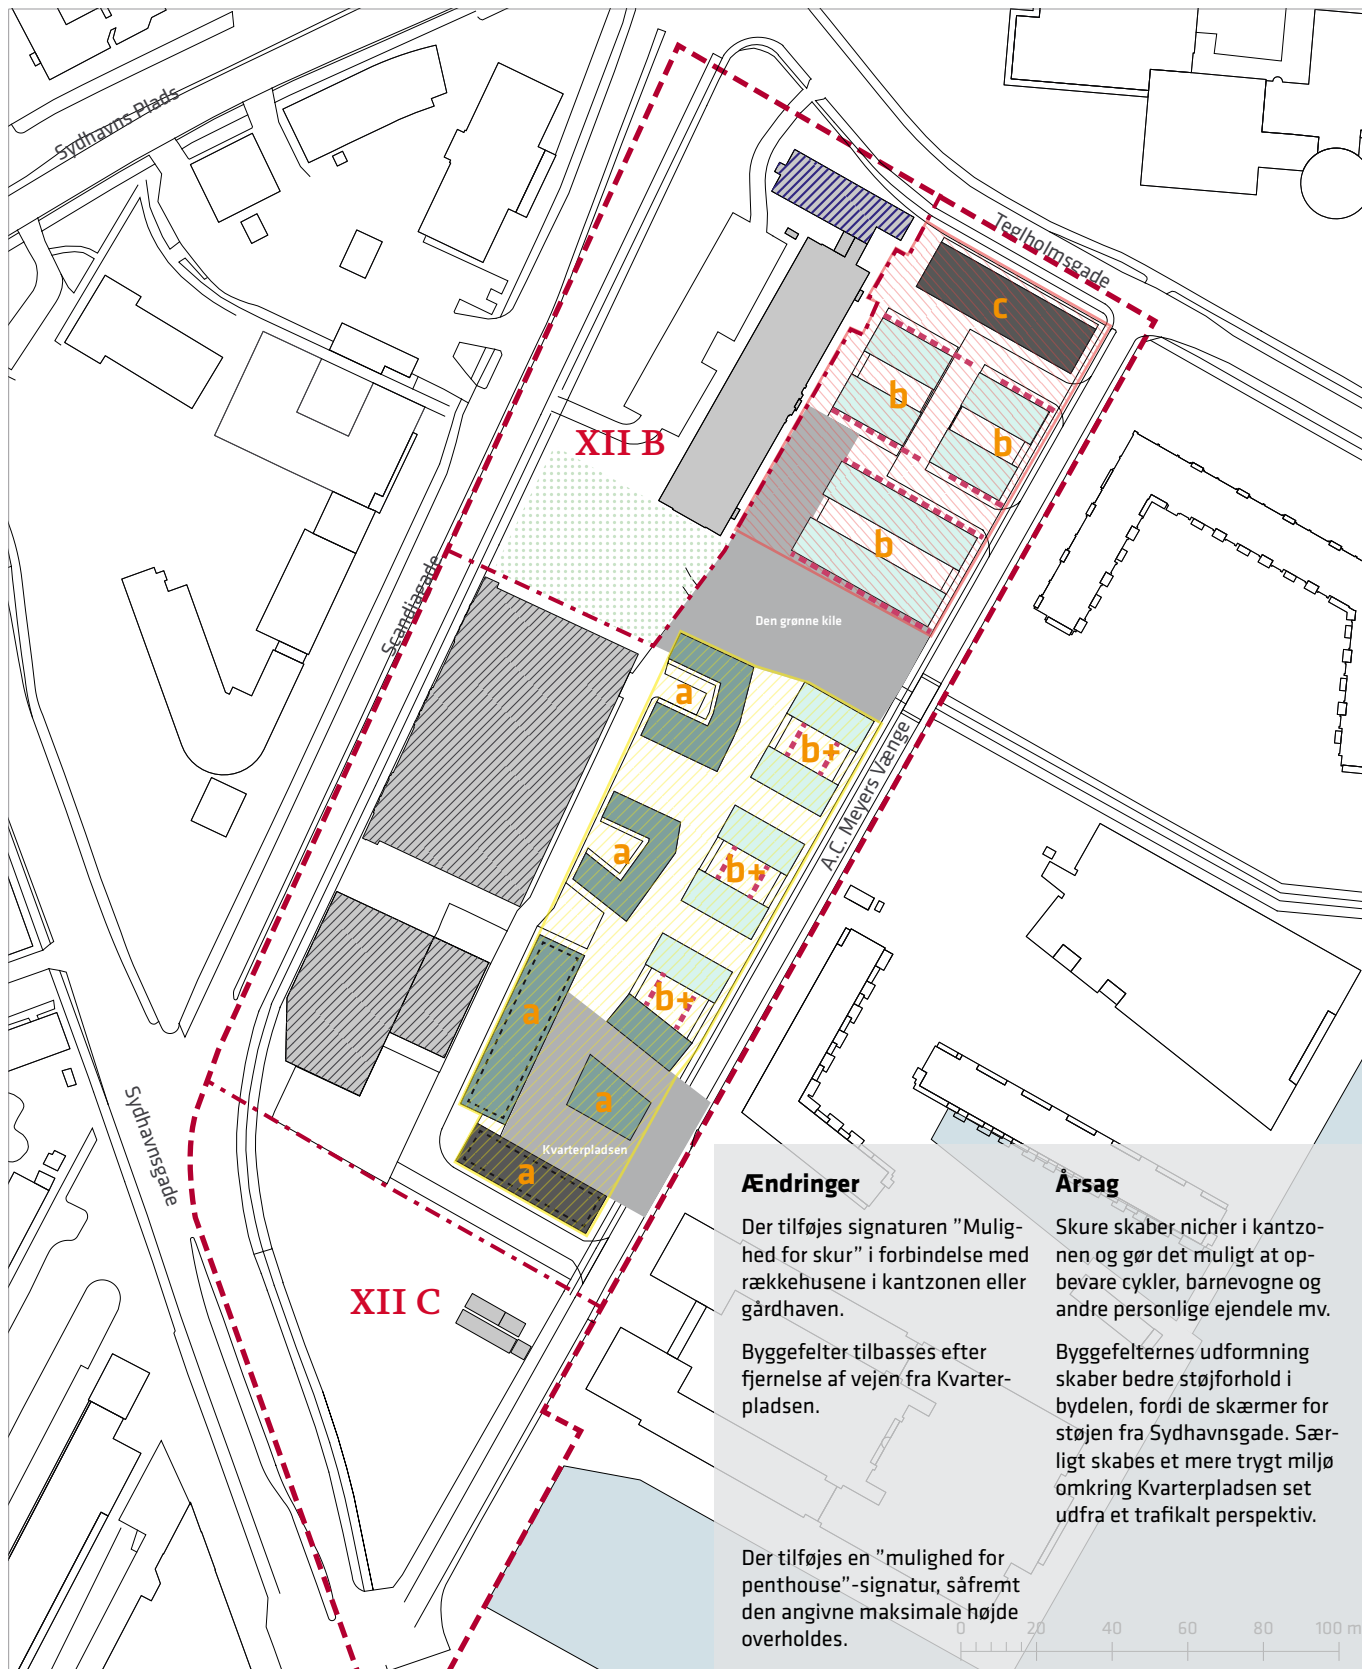 Sydhavns Plads
Teglholmsgade
c
b
b
XII B
b
Scandiagade
Den grønne kile
a
b+
A.C. Meyers Vænge
a
b+
b+
a
a
Sydhavnsgade
Kvarterpladsen
a
XII C
Ændringer
Der tilføjes signaturen ”Mulig-
hed for skur” i forbindelse med
rækkehusene i kantzonen eller
gårdhaven.
Byggefelter tilbasses efter
fjernelse af vejen fra Kvarter-
pladsen.
Der tilføjes en ”mulighed for
penthouse”-signatur, såfremt
den angivne maksimale højde
overholdes.
Årsag
Skure skaber nicher i kantzo-
nen og gør det muligt at op-
bevare cykler, barnevogne og
andre personlige ejendele mv.
Byggefelternes udformning
skaber bedre støjforhold i
bydelen, fordi de skærmer for
støjen fra Sydhavnsgade. Sær-
ligt skabes et mere trygt miljø
omkring Kvarterpladsen set
udfra et trafikalt perspektiv.
0 20 40 60 80 100 m